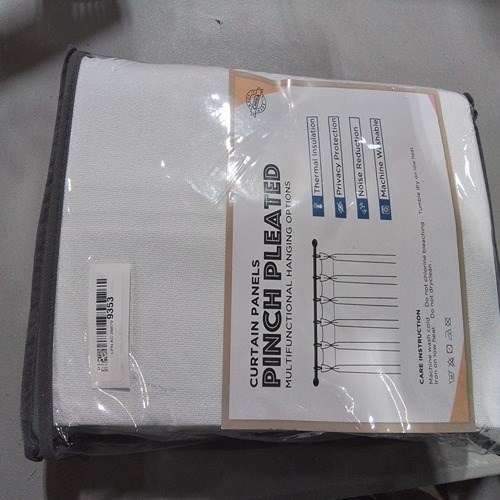 CURTAIN PANELS
PINCH PLEATED
MULTIFUNCTIONAL HANGING OPTIONS
Thermal Insulation
Privacy Protection
Noise Reduction
Machine Washable
CARE INSTRUCTION
Machine wash cold Do not chlorine bleaching Tumble dry on low heat
Iron on low heat Do not dryclean
9353